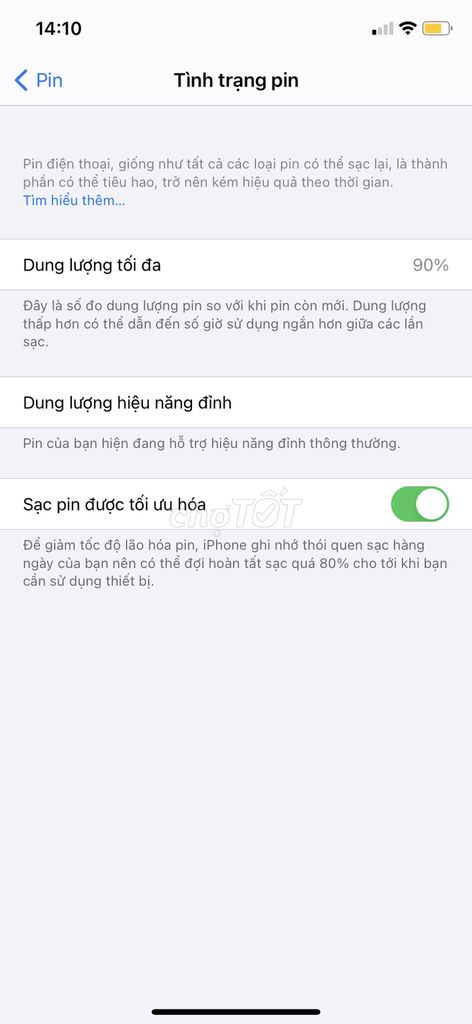 14:10
Pin
Tình trạng pin
Pin điện thoại, giống như tất cả các loại pin có thể sạc lại, là thành
phần có thể tiêu hao, trở nên kém hiệu quả theo thời gian.
Tìm hiểu thêm...
Dung lượng tối đa
90%
Đây là số đo dung lượng pin so với khi pin còn mới. Dung lượng
thấp hơn có thể dẫn đến số giờ sử dụng ngắn hơn giữa các lần
sạc.
Dung lượng hiệu năng đỉnh
Pin của bạn hiện đang hỗ trợ hiệu năng đỉnh thông thường.
Sạc pin được tối ưu hóa
chợTỐT
Để giảm tốc độ lão hóa pin, iPhone ghi nhớ thói quen sạc hàng
ngày của bạn nên có thể đợi hoàn tất sạc quá 80% cho tới khi bạn
cần sử dụng thiết bị.